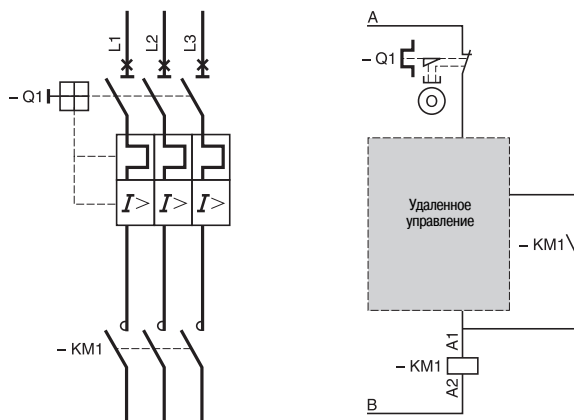 L1
L2
L3
– Q1
I>
I>
I>
– KM1
A
– Q1
Удаленное
управление
– KM1
A1
– KM1
A2
B